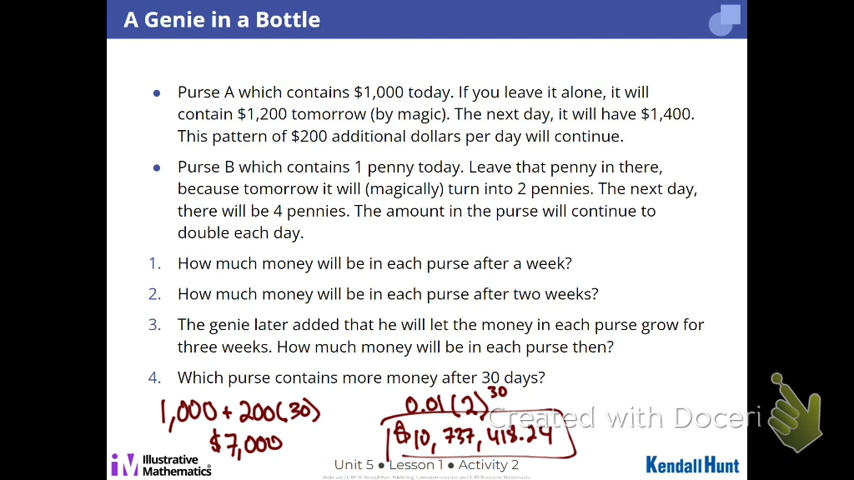 A Genie in a Bottle
• Purse A which contains $1,000 today. If you leave it alone, it will
contain $1,200 tomorrow (by magic). The next day, it will have $1,400.
This pattern of $200 additional dollars per day will continue.
• Purse B which contains 1 penny today. Leave that penny in there,
because tomorrow it will (magically) turn into 2 pennies. The next day,
there will be 4 pennies. The amount in the purse will continue to
double each day.
1. How much money will be in each purse after a week?
2. How much money will be in each purse after two weeks?
3. The genie later added that he will let the money in each purse grow for
three weeks. How much money will be in each purse then?
4. Which purse contains more money after 30 days?
1,000 + 200(30) 0.01(2)^30
Created with Doceri
$7,000 $10,737,418.24
iM Illustrative
Mathematics®
Unit 5 ● Lesson 1 ● Activity 2
Kendall Hunt